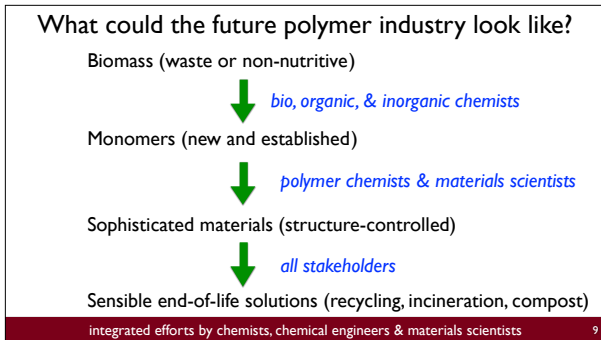 What could the future polymer industry look like?
Biomass (waste or non-nutritive)
bio, organic, & inorganic chemists
Monomers (new and established)
polymer chemists & materials scientists
Sophisticated materials (structure-controlled)
all stakeholders
Sensible end-of-life solutions (recycling, incineration, compost)
integrated efforts by chemists, chemical engineers & materials scientists 9